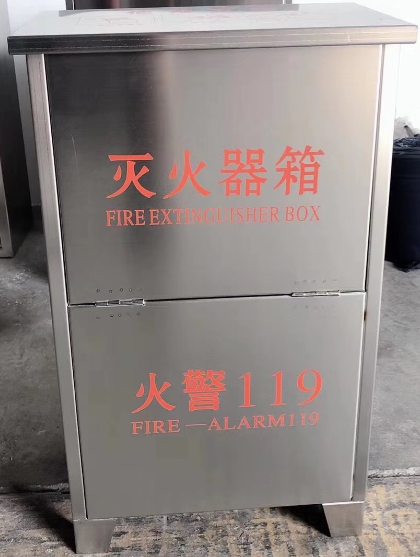 灭火器箱
FIRE EXTINGUISHER BOX
火警119
FIRE —ALARM119